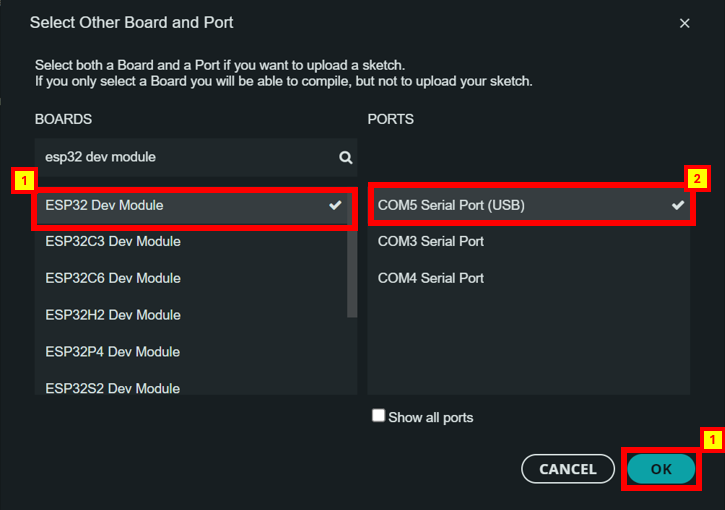 Select Other Board and Port
Select both a Board and a Port if you want to upload a sketch.
If you only select a Board you will be able to compile, but not to upload your sketch.
BOARDS
PORTS
esp32 dev module
1
2
ESP32 Dev Module
COM5 Serial Port (USB)
ESP32C3 Dev Module
COM3 Serial Port
ESP32C6 Dev Module
COM4 Serial Port
ESP32H2 Dev Module
ESP32P4 Dev Module
ESP32S2 Dev Module
Show all ports
1
CANCEL
OK